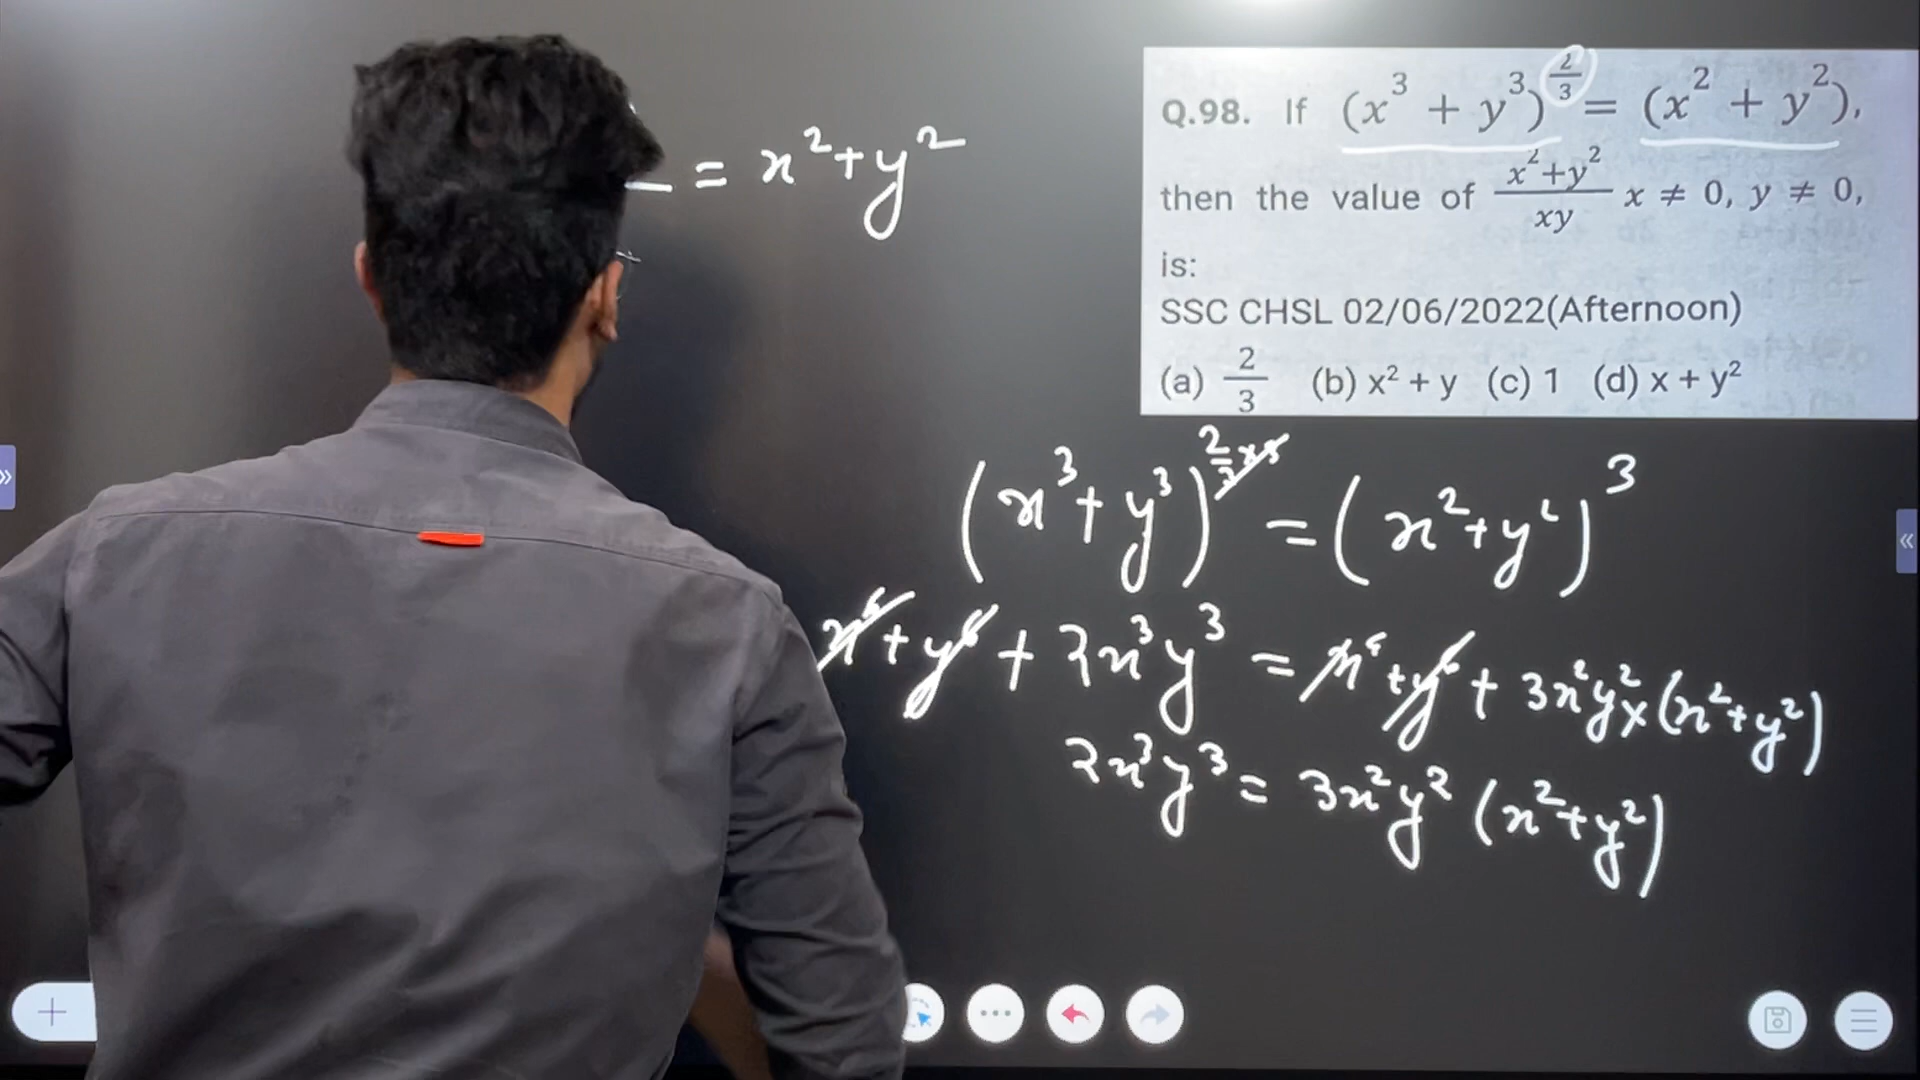 = x²+y²
Q.98. If (x³ + y³)^(2/3) = (x² + y²),
then the value of (x²+y²)/xy x ≠ 0, y ≠ 0,
is:
SSC CHSL 02/06/2022(Afternoon)
(a) 2/3 (b) x² + y (c) 1 (d) x + y²
(x³+y³)^(2/3×3) = (x²+y²)³
x⁶+y⁶ + 2x³y³ = x⁶+y⁶ + 3x²y²×(x²+y²)
2x³y³ = 3x²y² (x²+y²)